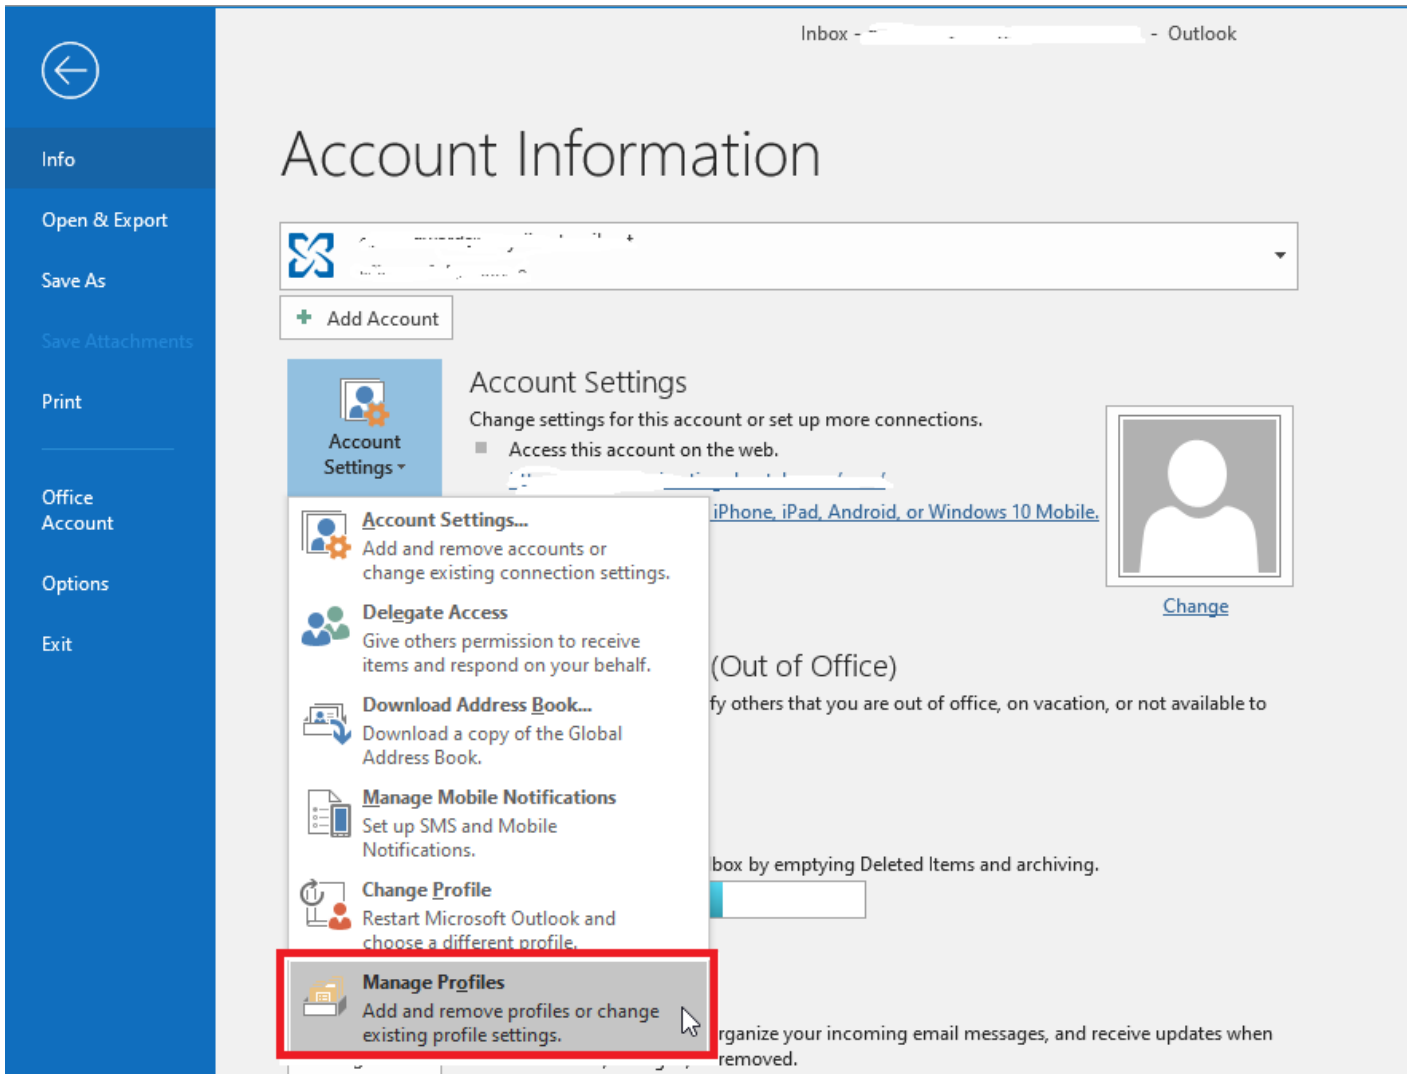 Inbox - - Outlook
Info
Open & Export
Save As
Save Attachments
Print
Office
Account
Options
Exit
Account Information
Add Account
Account
Settings
Account Settings
Change settings for this account or set up more connections.
Access this account on the web.
iPhone, iPad, Android, or Windows 10 Mobile.
Change
Account Settings...
Add and remove accounts or
change existing connection settings.
Delegate Access
Give others permission to receive
items and respond on your behalf.
Download Address Book...
Download a copy of the Global
Address Book.
Manage Mobile Notifications
Set up SMS and Mobile
Notifications.
Change Profile
Restart Microsoft Outlook and
choose a different profile.
Manage Profiles
Add and remove profiles or change
existing profile settings.
(Out of Office)
fy others that you are out of office, on vacation, or not available to
box by emptying Deleted Items and archiving.
rganize your incoming email messages, and receive updates when
removed.